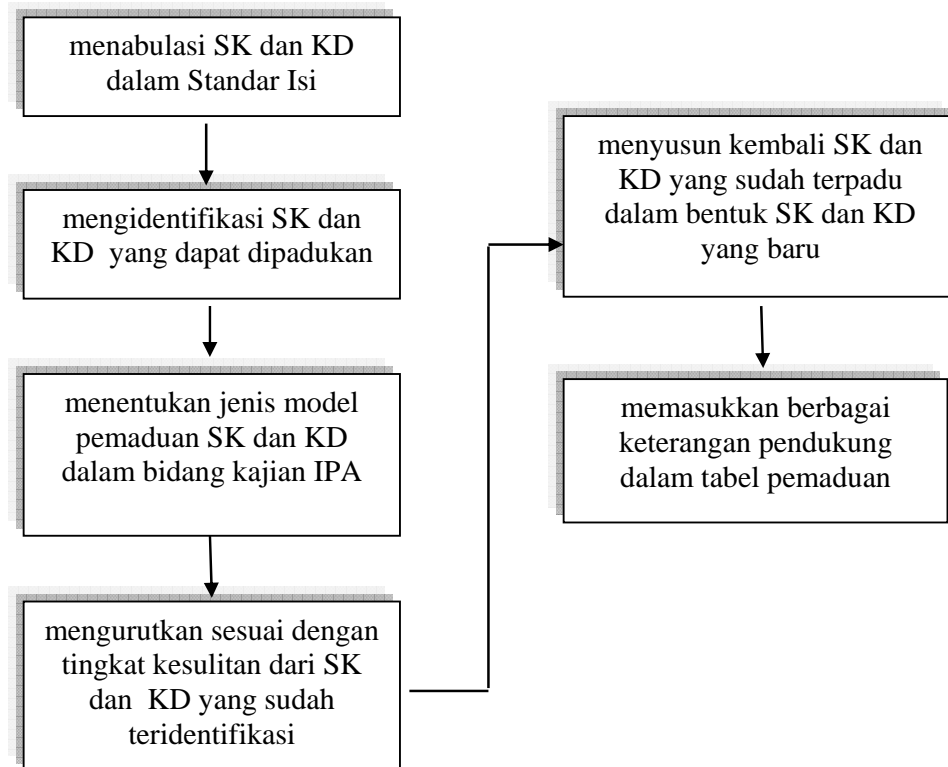 menabulasi SK dan KD
dalam Standar Isi
mengidentifikasi SK dan
KD  yang dapat dipadukan
menentukan jenis model
pemaduan SK dan KD
dalam bidang kajian IPA
mengurutkan sesuai dengan
tingkat kesulitan dari SK
dan  KD yang sudah
teridentifikasi
menyusun kembali SK dan
KD yang sudah terpadu
dalam bentuk SK dan KD
yang baru
memasukkan berbagai
keterangan pendukung
dalam tabel pemaduan